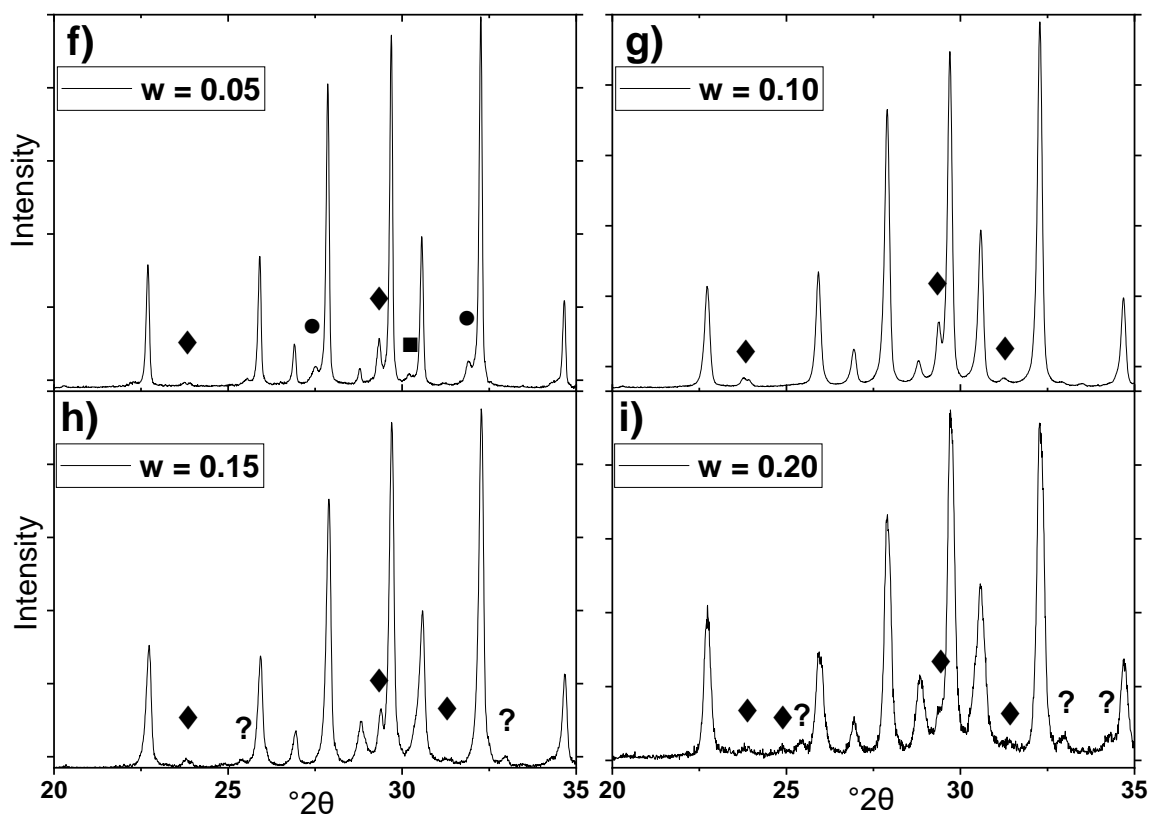 f)
w = 0.05
g)
w = 0.10
Intensity
h)
w = 0.15
?
?
i)
w = 0.20
?
?
?
Intensity
20 25 30 35
°2θ
20 25 30 35
°2θ